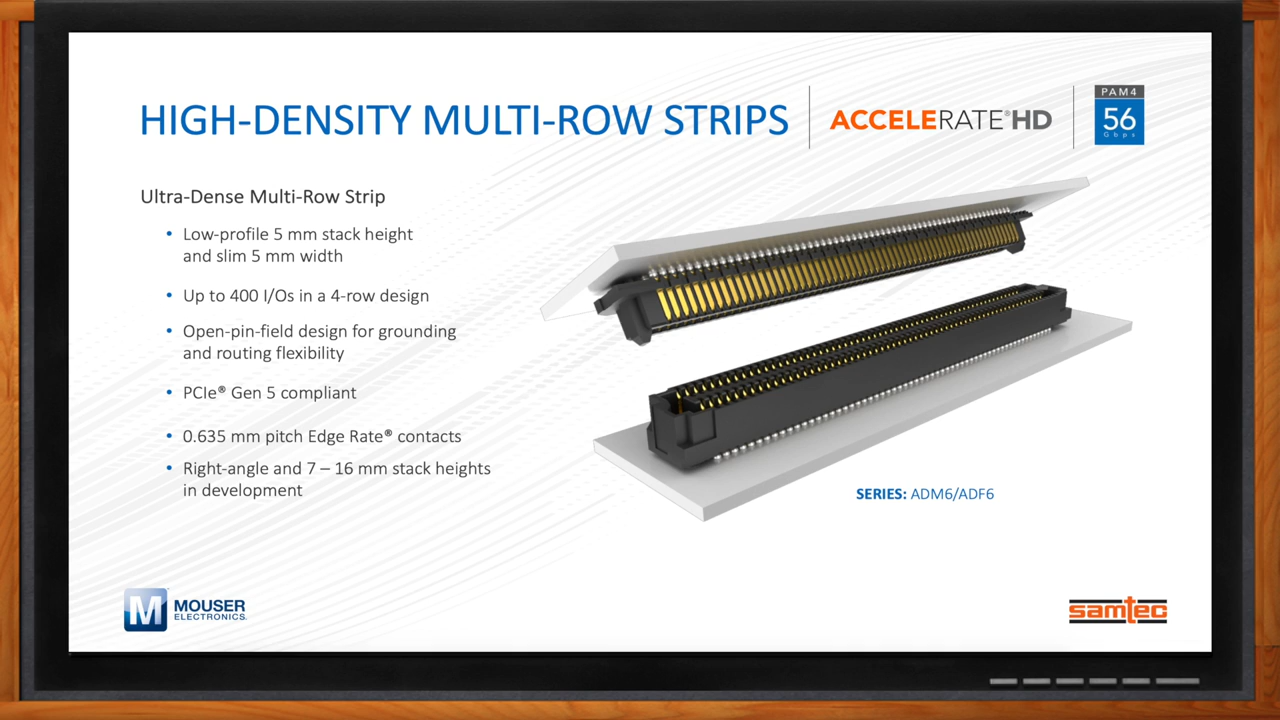 HIGH-DENSITY MULTI-ROW STRIPS
ACCELERATE®HD
PAM4
56
Gbps
Ultra-Dense Multi-Row Strip
• Low-profile 5 mm stack height
and slim 5 mm width
• Up to 400 I/Os in a 4-row design
• Open-pin-field design for grounding
and routing flexibility
• PCIe® Gen 5 compliant
• 0.635 mm pitch Edge Rate® contacts
• Right-angle and 7 – 16 mm stack heights
in development
SERIES: ADM6/ADF6
M MOUSER
ELECTRONICS
samtec